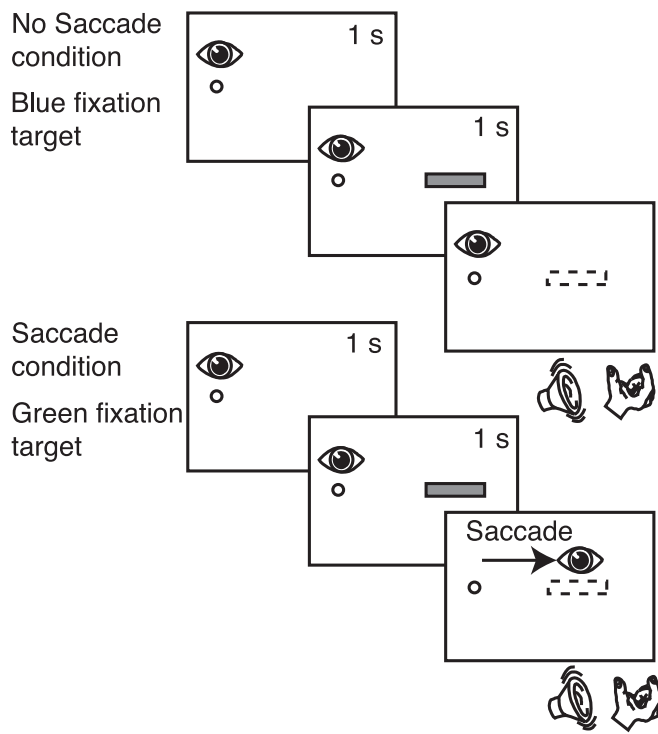 No Saccade
condition
Blue fixation
target
1 s
1 s
Saccade
condition
Green fixation
target
1 s
1 s
Saccade